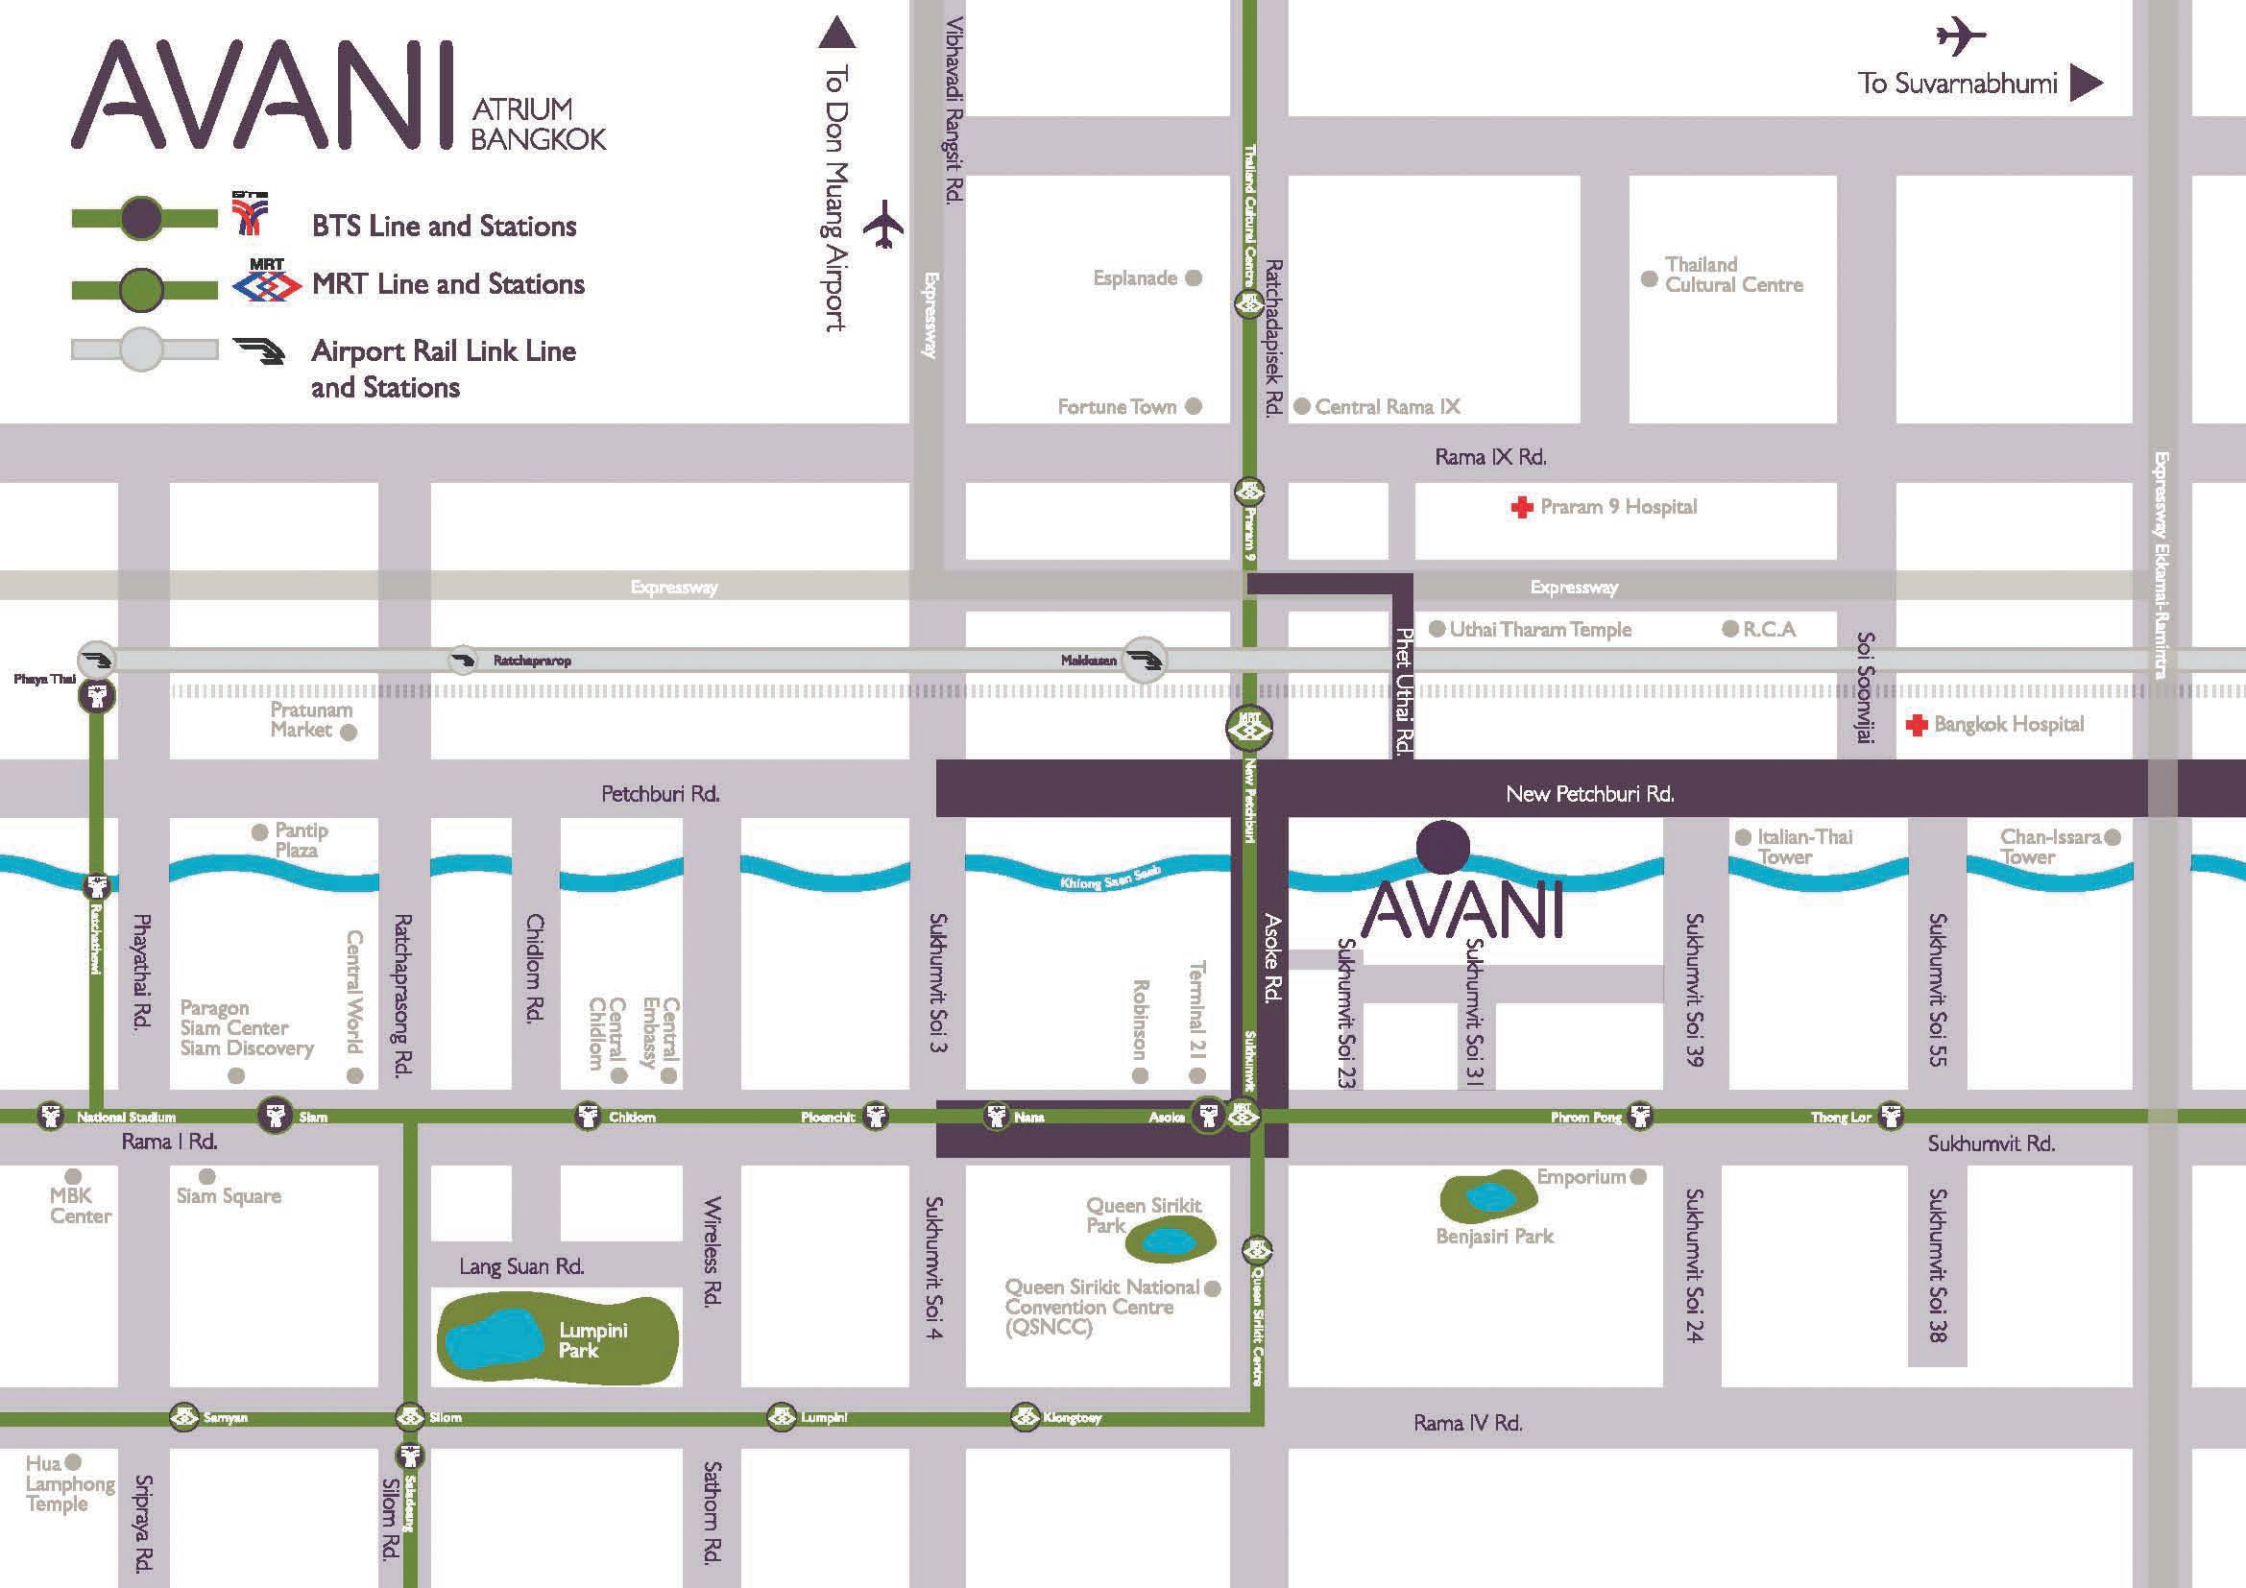 AVANI
ATRIUM
BANGKOK
BTS Line and Stations
MRT
MRT Line and Stations
Airport Rail Link Line
and Stations
To Don Muang Airport
Vibhavadi Rangsit Rd.
Expressway
Thailand Cultural Centre
Ratchadapisek Rd.
To Suvarnabhumi
Esplanade
Thailand
Cultural Centre
Fortune Town
Central Rama IX
Rama IX Rd.
Praram 9
Praram 9 Hospital
Expressway Ekkamai-Ramintra
Expressway
Expressway
Uthai Tharam Temple
R.C.A
Phet Uthai Rd.
Soi Soonvijai
Phaya Thai
Ratchaprarop
Makkasan
Pratunam
Market
MRT
Bangkok Hospital
Petchburi Rd.
New Petchburi
New Petchburi Rd.
Pantip
Plaza
Khlong Saen Saeb
AVANI
Italian-Thai
Tower
Chan-Issara
Tower
Ratchathewi
Phayathai Rd.
Central World
Ratchaprasong Rd.
Chidlom Rd.
Central
Chidlom
Central
Embassy
Sukhumvit Soi 3
Robinson
Terminal 21
Sukhumvit
Asoke Rd.
Sukhumvit Soi 23
Sukhumvit Soi 31
Sukhumvit Soi 39
Sukhumvit Soi 55
Paragon
Siam Center
Siam Discovery
National Stadium
Siam
Chidlom
Ploenchit
Nana
Asoke
Phrom Pong
Thong Lor
Rama I Rd.
Sukhumvit Rd.
MBK
Center
Siam Square
Wireless Rd.
Sukhumvit Soi 4
Queen Sirikit
Park
Emporium
Benjasiri Park
Sukhumvit Soi 24
Sukhumvit Soi 38
Lang Suan Rd.
Lumpini
Park
Queen Sirikit National
Convention Centre
(QSNCC)
Queen Sirikit Centre
Samyan
Silom
Lumpini
Klongtoey
Rama IV Rd.
Hua
Lamphong
Temple
Sripraya Rd.
Silom Rd.
Saladaeng
Sathorn Rd.